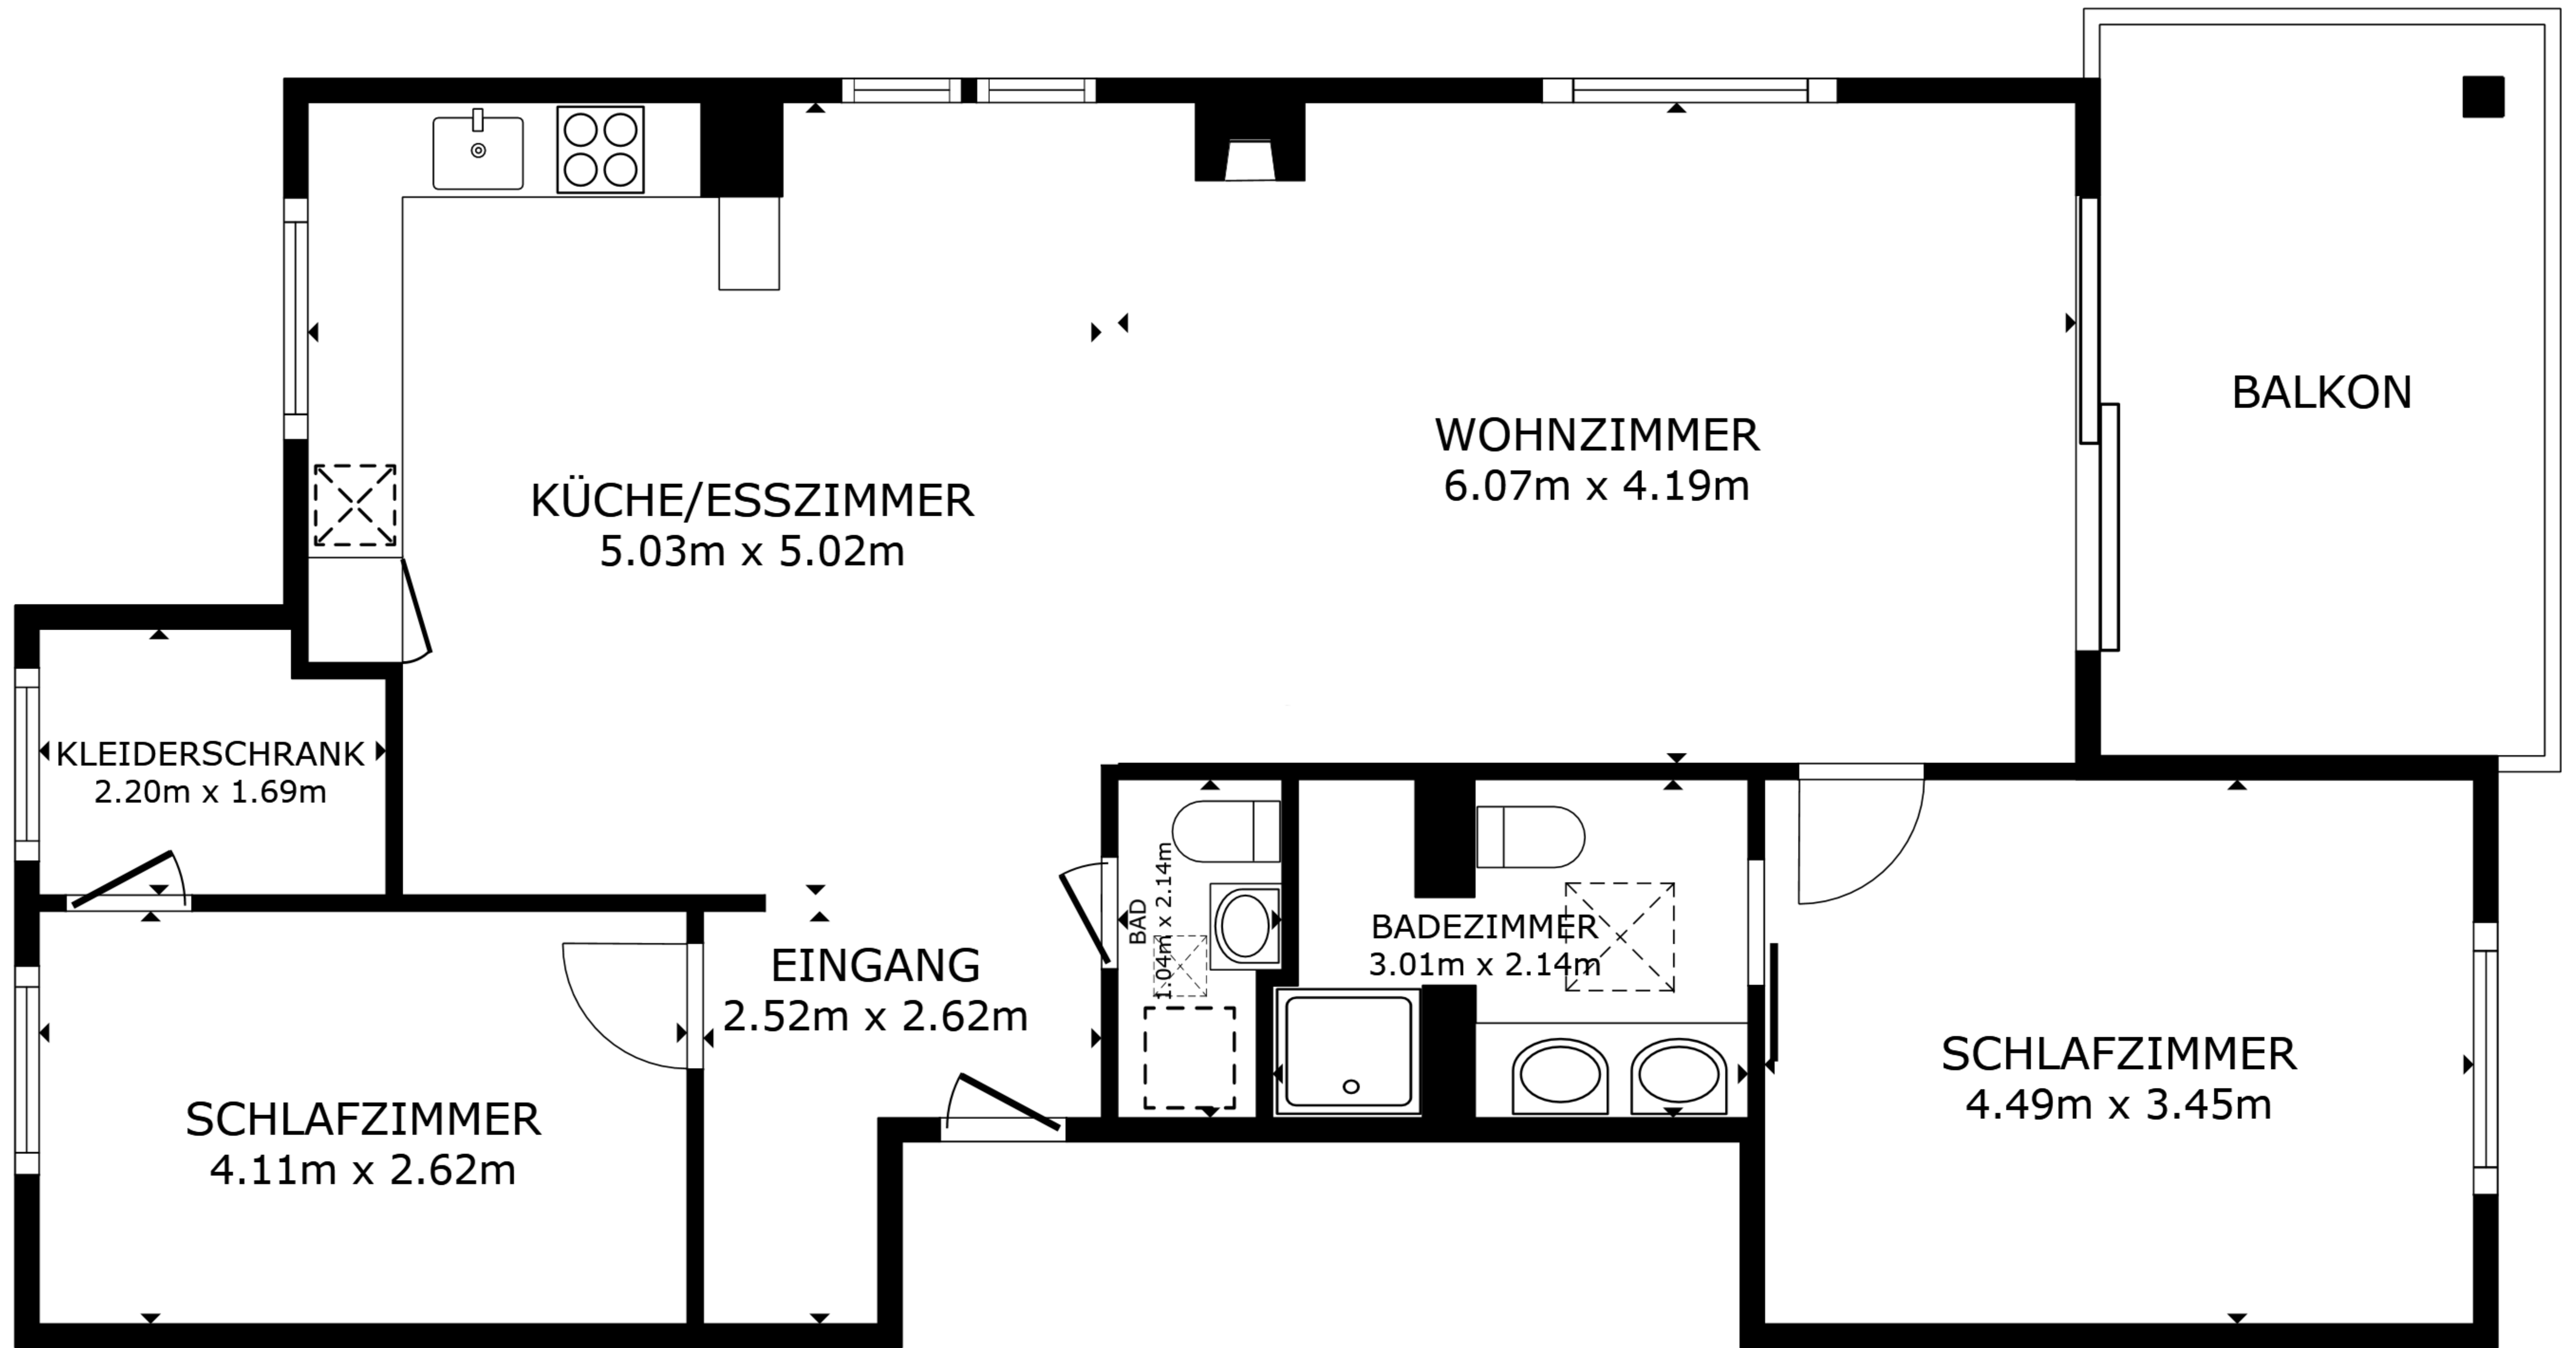 BALKON
WOHNZIMMER
6.07m x 4.19m
KÜCHE/ESSZIMMER
5.03m x 5.02m
KLEIDERSCHRANK
2.20m x 1.69m
BAD
1.04m x 2.14m
BADEZIMMER
3.01m x 2.14m
EINGANG
2.52m x 2.62m
SCHLAFZIMMER
4.49m x 3.45m
SCHLAFZIMMER
4.11m x 2.62m